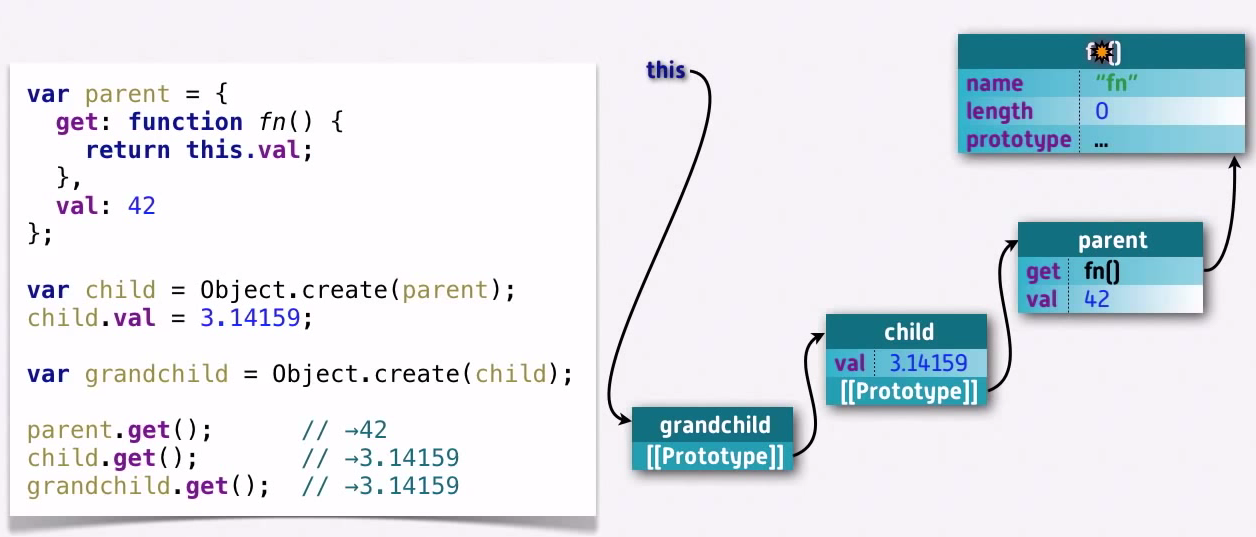 var parent = {
get: function fn() {
return this.val;
},
val: 42
};
var child = Object.create(parent);
child.val = 3.14159;
var grandchild = Object.create(child);
parent.get(); // →42
child.get(); // →3.14159
grandchild.get(); // →3.14159
this
name "fn"
length 0
prototype …
parent
get fn()
val 42
child
val 3.14159
[[Prototype]]
grandchild
[[Prototype]]